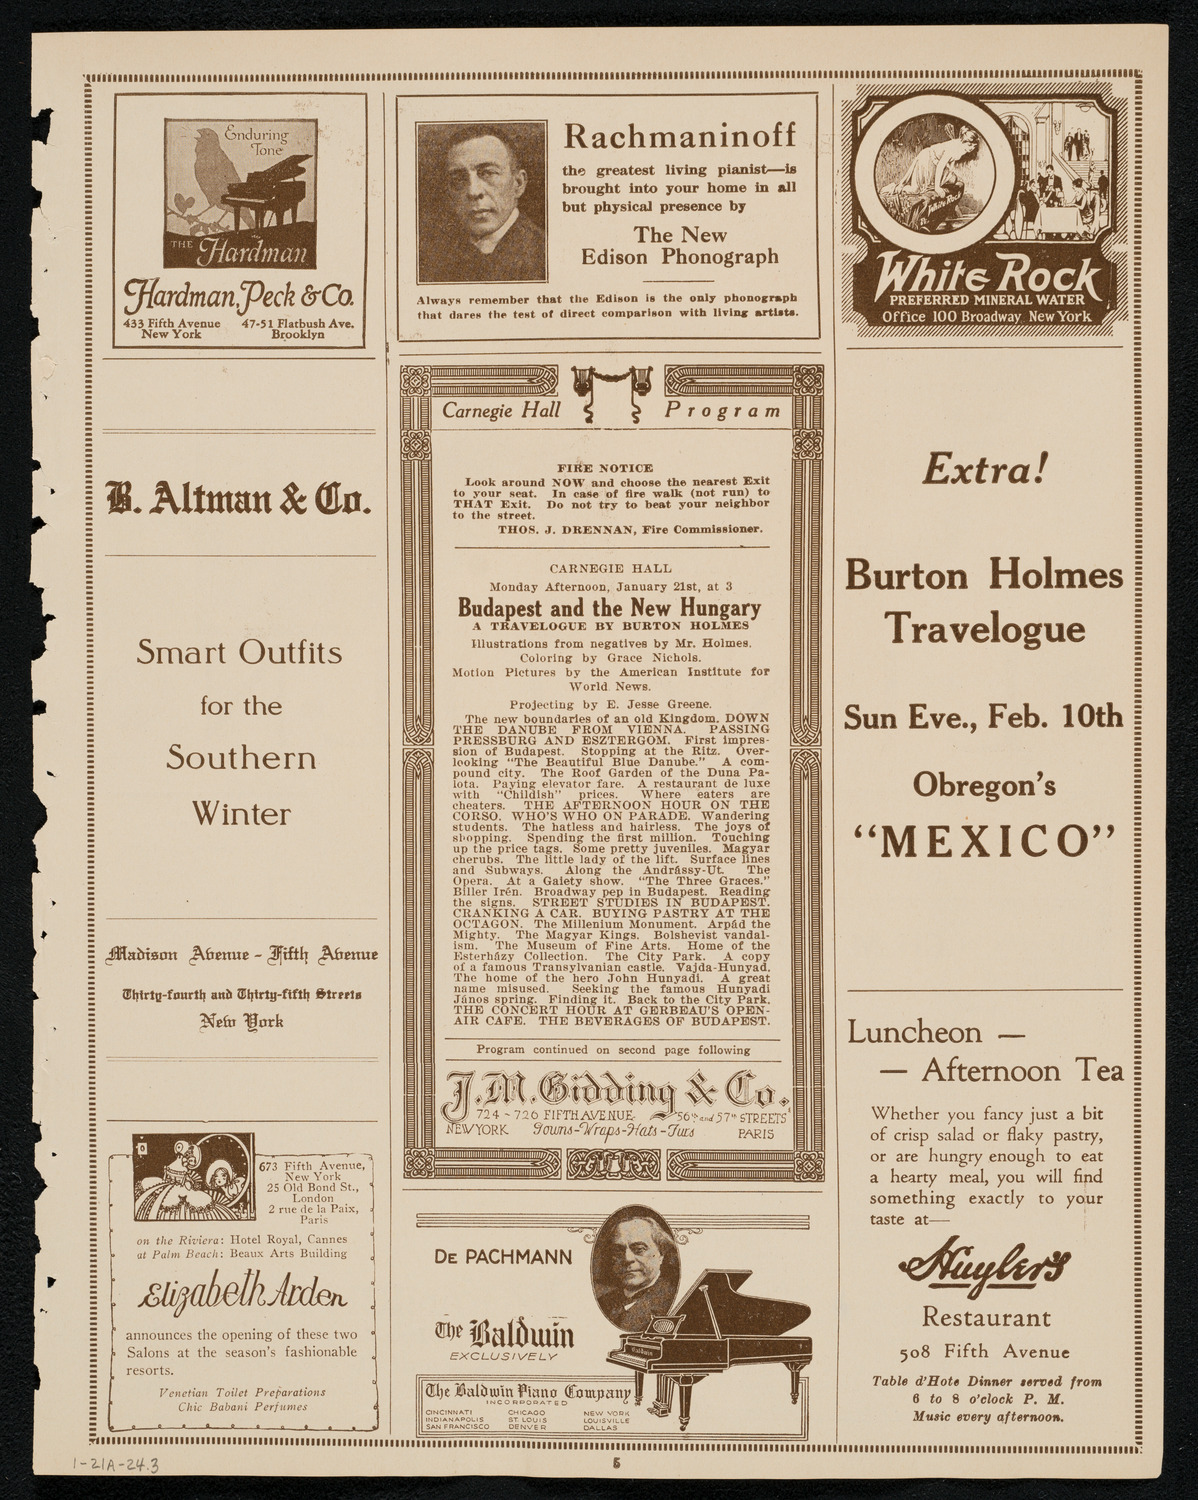 Enduring
Tone
THE Hardman
Hardman, Peck & Co.
433 Fifth Avenue 47-51 Flatbush Ave.
New York Brooklyn
B. Altman & Co.
Smart Outfits
for the
Southern
Winter
Madison Avenue - Fifth Avenue
Thirty-fourth and Thirty-fifth Streets
New York
673 Fifth Avenue,
New York
25 Old Bond St.,
London
2 rue de la Paix,
Paris
on the Riviera: Hotel Royal, Cannes
at Palm Beach: Beaux Arts Building
Elizabeth Arden
announces the opening of these two
Salons at the season's fashionable
resorts.
Venetian Toilet Preparations
Chic Babani Perfumes
Rachmaninoff
the greatest living pianist—is
brought into your home in all
but physical presence by
The New
Edison Phonograph
Always remember that the Edison is the only phonograph
that dares the test of direct comparison with living artists.
Carnegie Hall Program
FIRE NOTICE
Look around NOW and choose the nearest Exit
to your seat. In case of fire walk (not run) to
THAT Exit. Do not try to beat your neighbor
to the street.
THOS. J. DRENNAN, Fire Commissioner.
CARNEGIE HALL
Monday Afternoon, January 21st, at 3
Budapest and the New Hungary
A TRAVELOGUE BY BURTON HOLMES
Illustrations from negatives by Mr. Holmes.
Coloring by Grace Nichols.
Motion Pictures by the American Institute for
World News.
Projecting by E. Jesse Greene.
The new boundaries of an old Kingdom. DOWN
THE DANUBE FROM VIENNA. PASSING
PRESSBURG AND ESZTERGOM. First impres-
sion of Budapest. Stopping at the Ritz. Over-
looking "The Beautiful Blue Danube." A com-
pound city. The Roof Garden of the Duna Pa-
lota. Paying elevator fare. A restaurant de luxe
with "Childish" prices. Where eaters are
cheaters. THE AFTERNOON HOUR ON THE
CORSO. WHO'S WHO ON PARADE. Wandering
students. The hatless and hairless. The joys of
shopping. Spending the first million. Touching
up the price tags. Some pretty juveniles. Magyar
cherubs. The little lady of the lift. Surface lines
and Subways. Along the Andrássy-Ut. The
Opera. At a Gaiety show. "The Three Graces."
Biller Irén. Broadway pep in Budapest. Reading
the signs. STREET STUDIES IN BUDAPEST.
CRANKING A CAR. BUYING PASTRY AT THE
OCTAGON. The Millenium Monument. Arpád the
Mighty. The Magyar Kings. Bolshevist vandal-
ism. The Museum of Fine Arts. Home of the
Esterházy Collection. The City Park. A copy
of a famous Transylvanian castle. Vajda-Hunyad.
The home of the hero John Hunyadi. A great
name misused. Seeking the famous Hunyadi
János spring. Finding it. Back to the City Park.
THE CONCERT HOUR AT GERBEAU'S OPEN-
AIR CAFE. THE BEVERAGES OF BUDAPEST.
Program continued on second page following
J. M. Gidding & Co.
724 - 726 FIFTH AVENUE 56th and 57th STREETS
NEW YORK Gowns-Wraps-Hats-Furs PARIS
DE PACHMANN
The Baldwin
EXCLUSIVELY
Baldwin
The Baldwin Piano Company
INCORPORATED
CINCINNATI CHICAGO NEW YORK
INDIANAPOLIS ST. LOUIS LOUISVILLE
SAN FRANCISCO DENVER DALLAS
White Rock
White Rock
PREFERRED MINERAL WATER
Office 100 Broadway New York
Extra!
Burton Holmes
Travelogue
Sun Eve., Feb. 10th
Obregon's
"MEXICO"
Luncheon —
— Afternoon Tea
Whether you fancy just a bit
of crisp salad or flaky pastry,
or are hungry enough to eat
a hearty meal, you will find
something exactly to your
taste at—
Huyler's
Restaurant
508 Fifth Avenue
Table d'Hote Dinner served from
6 to 8 o'clock P. M.
Music every afternoon.
1-21A-24.3
5